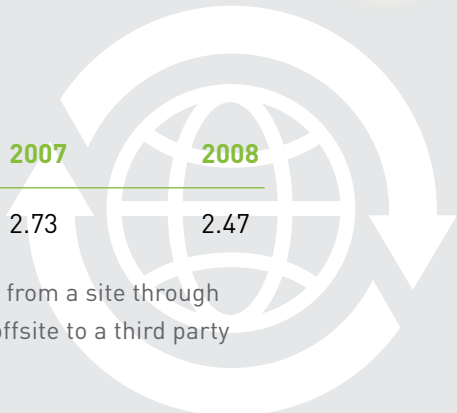 2007 2008
2.73 2.47
from a site through
offsite to a third party